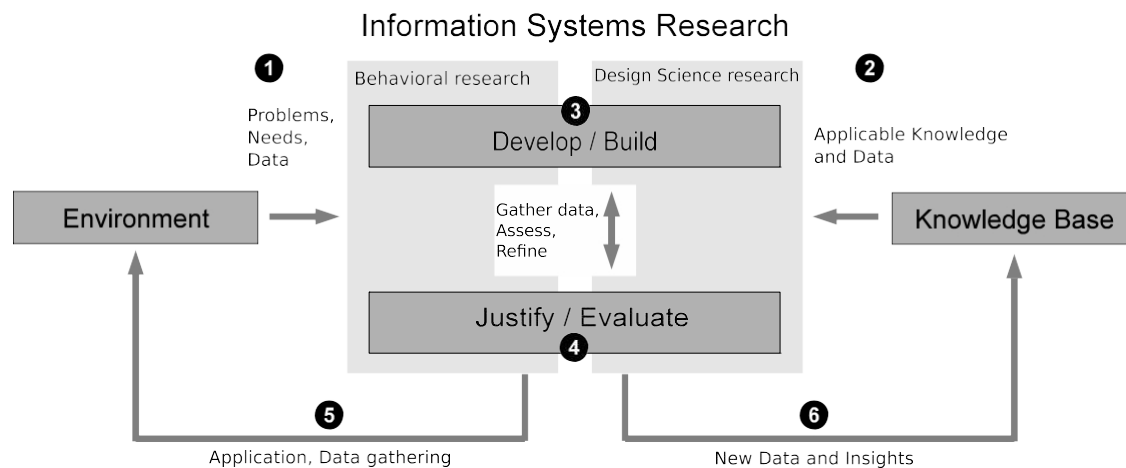 Information Systems Research
1
2
Behavioral research
Design Science research
3
Develop / Build
Problems,
Needs,
Data
Applicable Knowledge
and Data
Environment
Gather data,
Assess,
Refine
Knowledge Base
Justify / Evaluate
4
5
6
Application, Data gathering
New Data and Insights